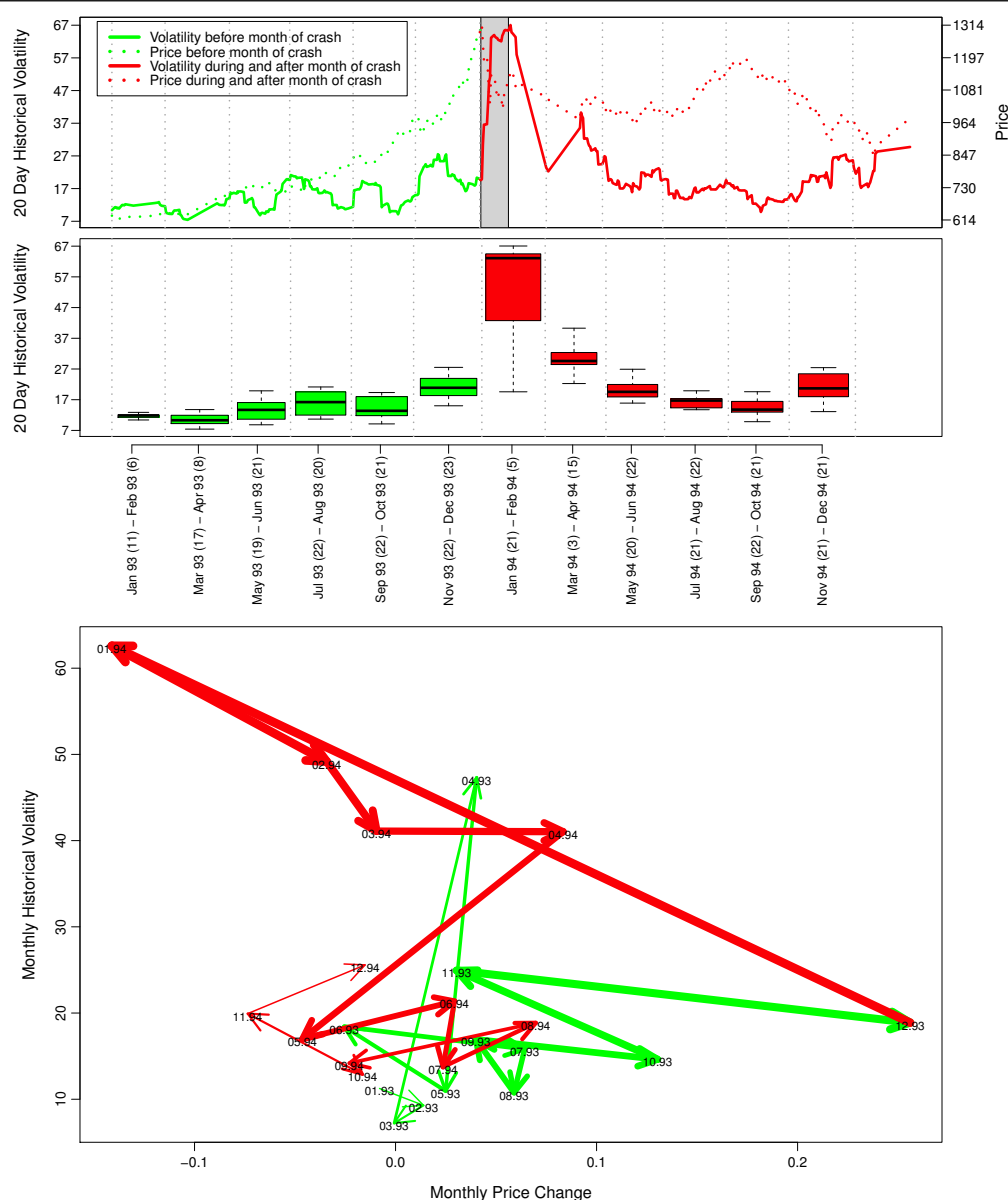 67
57
47
37
27
17
7
20 Day Historical Volatility
Volatility before month of crash
Price before month of crash
Volatility during and after month of crash
Price during and after month of crash
1314
1197
1081
964
847
730
614
Price
67
57
47
37
27
17
7
20 Day Historical Volatility
Jan 93 (11) − Feb 93 (6)
Mar 93 (17) − Apr 93 (8)
May 93 (19) − Jun 93 (21)
Jul 93 (22) − Aug 93 (20)
Sep 93 (22) − Oct 93 (21)
Nov 93 (22) − Dec 93 (23)
Jan 94 (21) − Feb 94 (5)
Mar 94 (3) − Apr 94 (15)
May 94 (20) − Jun 94 (22)
Jul 94 (21) − Aug 94 (22)
Sep 94 (22) − Oct 94 (21)
Nov 94 (21) − Dec 94 (21)
60
50
40
30
20
10
Monthly Historical Volatility
01.94
02.94
04.93
03.94
04.94
12.94
11.93
06.94
11.94
06.93
08.94
12.93
05.94
09.93
07.93
10.93
09.94
07.94
10.94
01.93
05.93
08.93
02.93
03.93
−0.1
0.0
0.1
0.2
Monthly Price Change